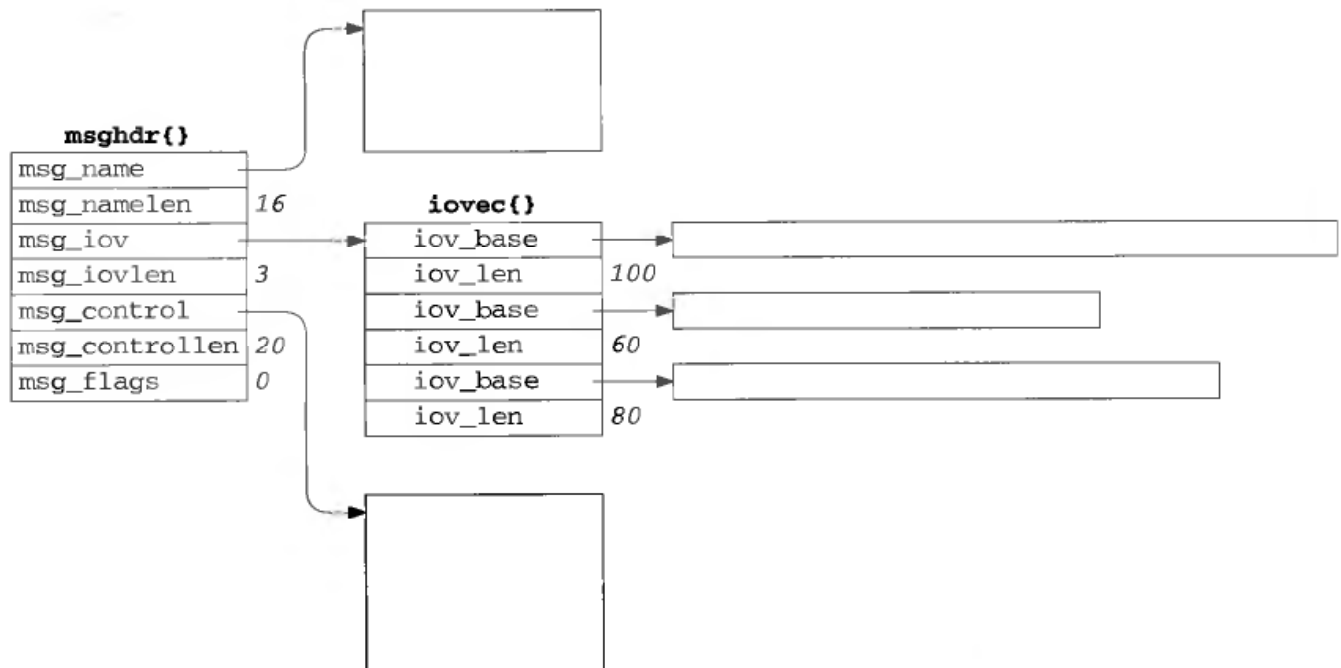 msghdr{}
msg_name
msg_namelen 16
msg_iov
msg_iovlen 3
msg_control
msg_controllen 20
msg_flags 0
iovec{}
iov_base
iov_len 100
iov_base
iov_len 60
iov_base
iov_len 80